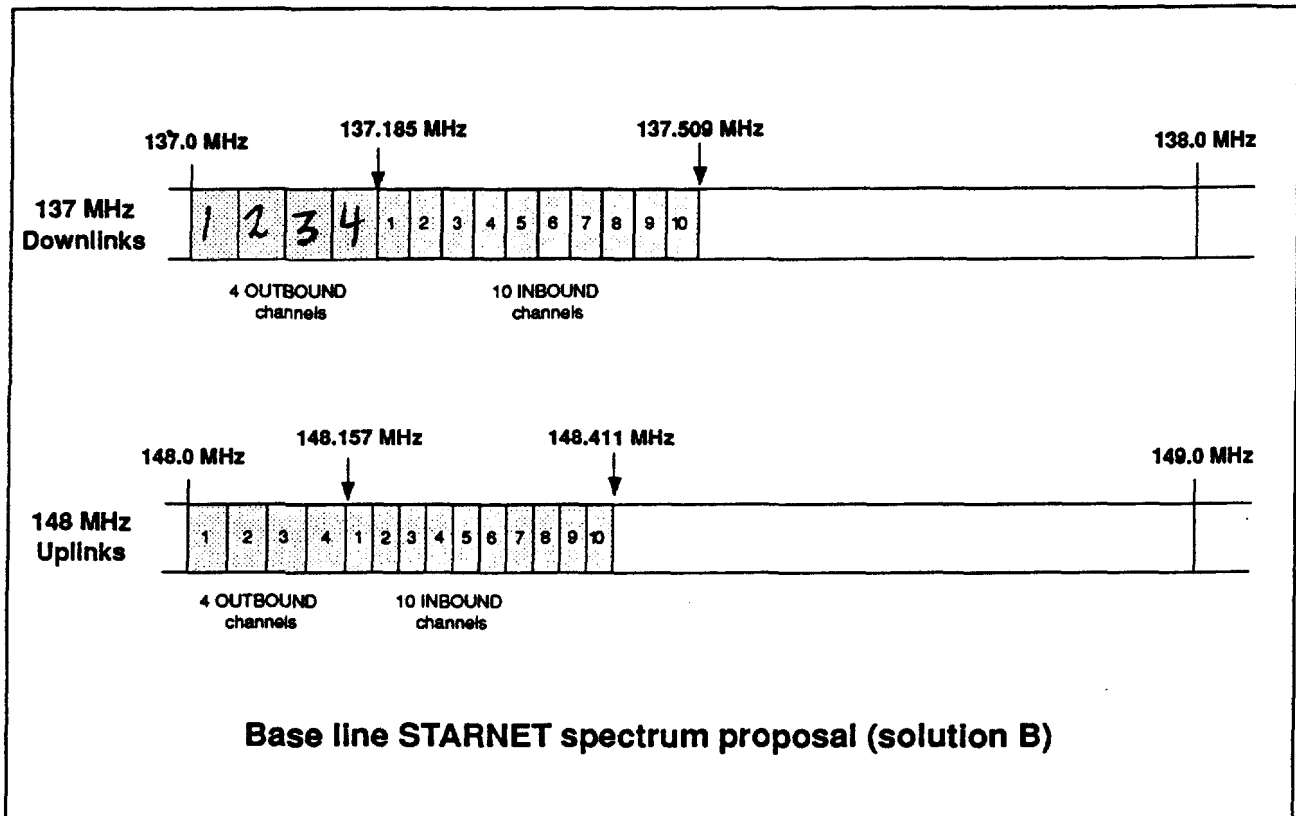 137.0 MHz 137.185 MHz 137.509 MHz 138.0 MHz
137 MHz
Downlinks
1 2 3 4 1 2 3 4 5 6 7 8 9 10
4 OUTBOUND
channels
10 INBOUND
channels
148.0 MHz 148.157 MHz 148.411 MHz 149.0 MHz
148 MHz
Uplinks
1 2 3 4 1 2 3 4 5 6 7 8 9 10
4 OUTBOUND
channels
10 INBOUND
channels
Base line STARNET spectrum proposal (solution B)